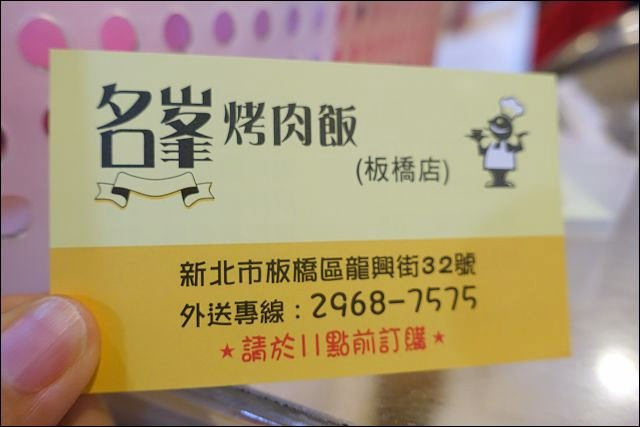 名峯烤肉飯
(板橋店)
新北市板橋區龍興街32號
外送專線：2968-7575
★請於11點前訂購★